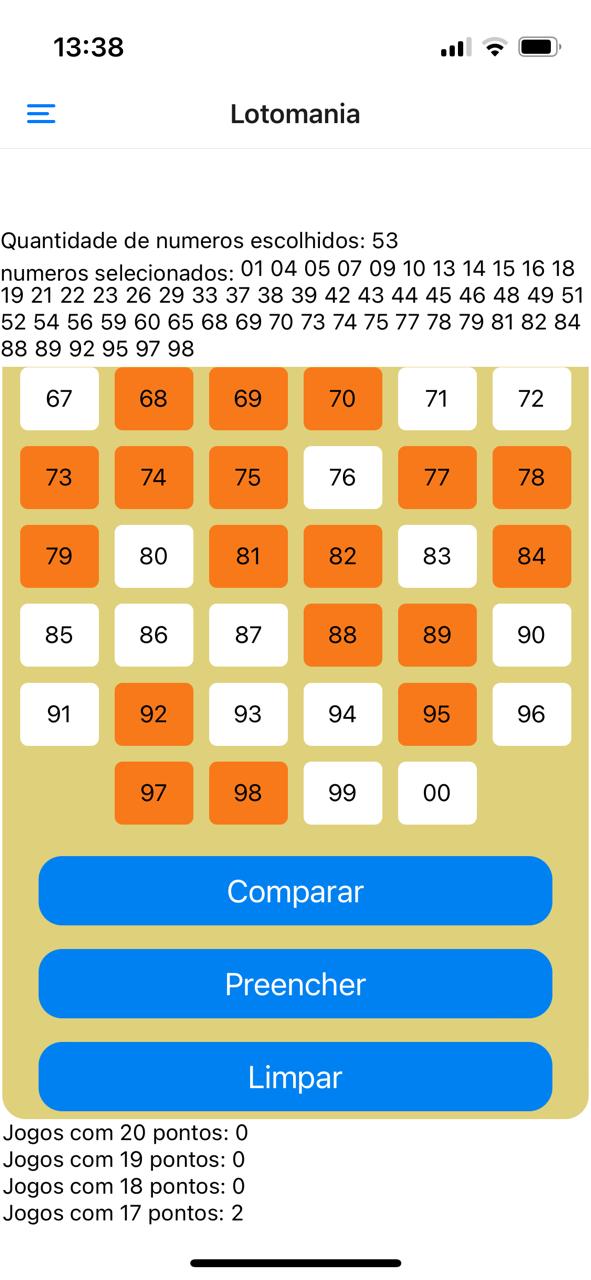 13:38
Lotomania
Quantidade de numeros escolhidos: 53
numeros selecionados: 01 04 05 07 09 10 13 14 15 16 18
19 21 22 23 26 29 33 37 38 39 42 43 44 45 46 48 49 51
52 54 56 59 60 65 68 69 70 73 74 75 77 78 79 81 82 84
88 89 92 95 97 98
67 68 69 70 71 72
73 74 75 76 77 78
79 80 81 82 83 84
85 86 87 88 89 90
91 92 93 94 95 96
97 98 99 00
Comparar
Preencher
Limpar
Jogos com 20 pontos: 0
Jogos com 19 pontos: 0
Jogos com 18 pontos: 0
Jogos com 17 pontos: 2